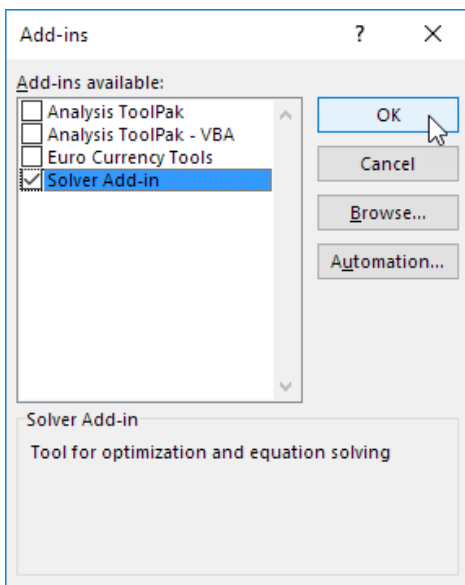 Add-ins
?
Add-ins available:
Analysis ToolPak
Analysis ToolPak - VBA
Euro Currency Tools
Solver Add-in
OK
Cancel
Browse...
Automation...
Solver Add-in
Tool for optimization and equation solving